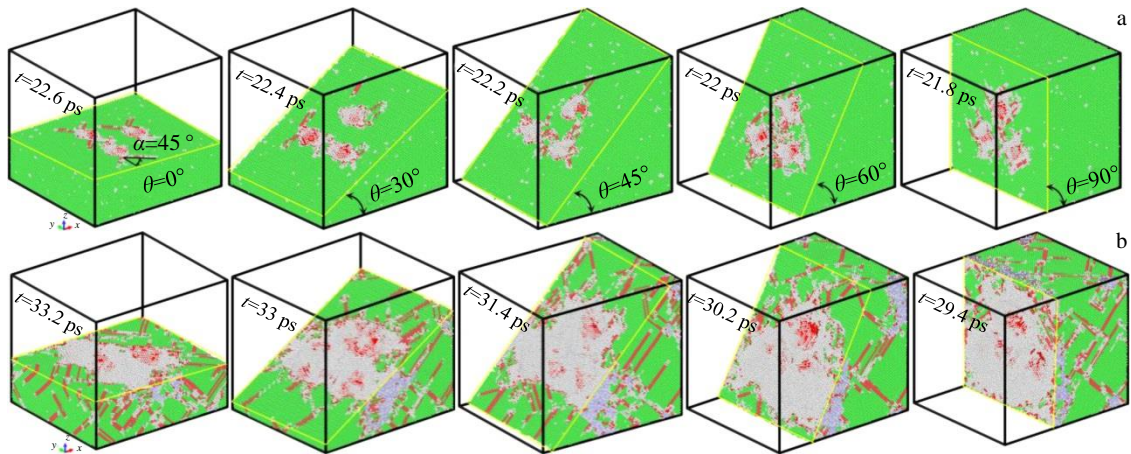 a
t=22.6 ps
α=45 °
θ=0°
t=22.4 ps
θ=30°
t=22.2 ps
θ=45°
t=22 ps
θ=60°
t=21.8 ps
θ=90°
z
y x
b
t=33.2 ps
t=33 ps
t=31.4 ps
t=30.2 ps
t=29.4 ps
z
y x